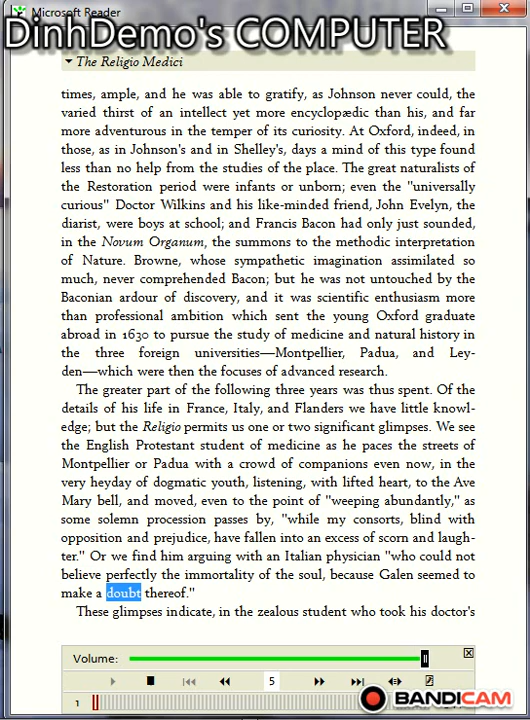 Microsoft Reader
DinhDemo's COMPUTER
The Religio Medici
times, ample, and he was able to gratify, as Johnson never could, the
varied thirst of an intellect yet more encyclopædic than his, and far
more adventurous in the temper of its curiosity. At Oxford, indeed, in
those, as in Johnson's and in Shelley's, days a mind of this type found
less than no help from the studies of the place. The great naturalists of
the Restoration period were infants or unborn; even the "universally
curious" Doctor Wilkins and his like-minded friend, John Evelyn, the
diarist, were boys at school; and Francis Bacon had only just sounded,
in the Novum Organum, the summons to the methodic interpretation
of Nature. Browne, whose sympathetic imagination assimilated so
much, never comprehended Bacon; but he was not untouched by the
Baconian ardour of discovery, and it was scientific enthusiasm more
than professional ambition which sent the young Oxford graduate
abroad in 1630 to pursue the study of medicine and natural history in
the three foreign universities—Montpellier, Padua, and Ley-
den—which were then the focuses of advanced research.
The greater part of the following three years was thus spent. Of the
details of his life in France, Italy, and Flanders we have little knowl-
edge; but the Religio permits us one or two significant glimpses. We see
the English Protestant student of medicine as he paces the streets of
Montpellier or Padua with a crowd of companions even now, in the
very heyday of dogmatic youth, listening, with lifted heart, to the Ave
Mary bell, and moved, even to the point of "weeping abundantly," as
some solemn procession passes by, "while my consorts, blind with
opposition and prejudice, have fallen into an excess of scorn and laugh-
ter." Or we find him arguing with an Italian physician "who could not
believe perfectly the immortality of the soul, because Galen seemed to
make a doubt thereof."
These glimpses indicate, in the zealous student who took his doctor's
Volume:
5
1
BANDICAM